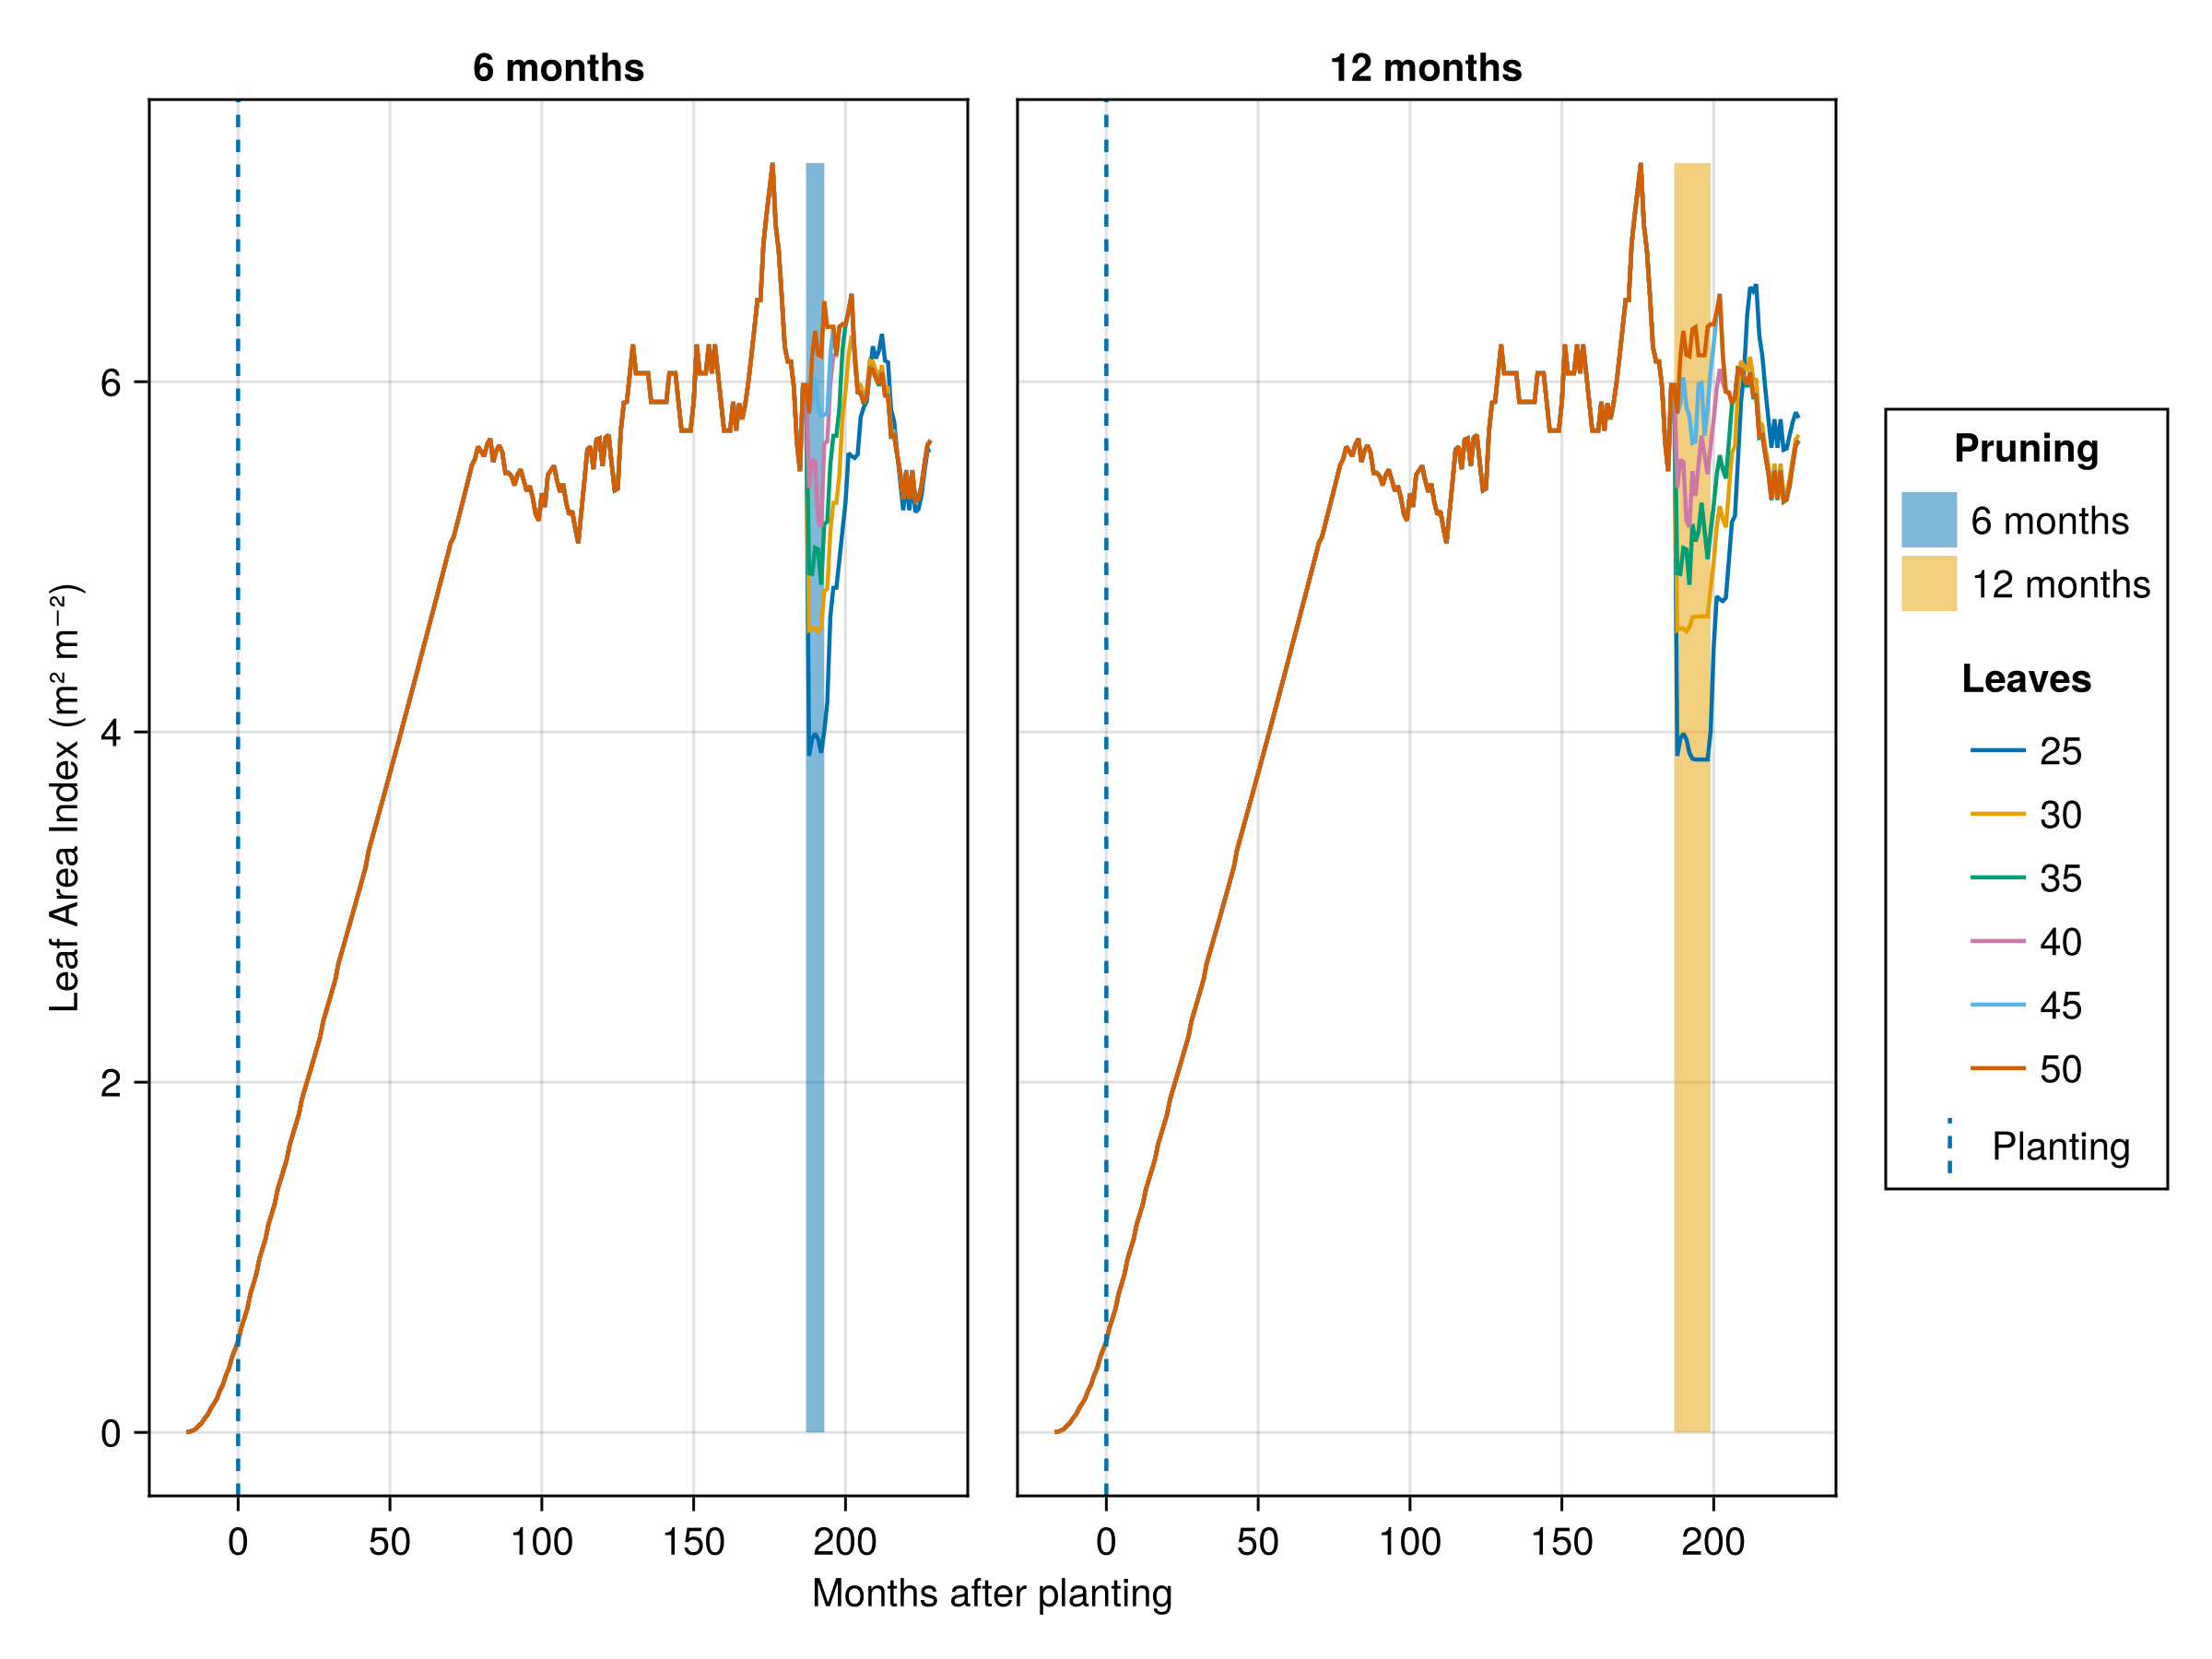 6 months
12 months
Leaf Area Index (m² m⁻²)
6
4
2
0
0 50 100 150 200
0 50 100 150 200
Months after planting
Pruning
6 months
12 months
Leaves
25
30
35
40
45
50
Planting